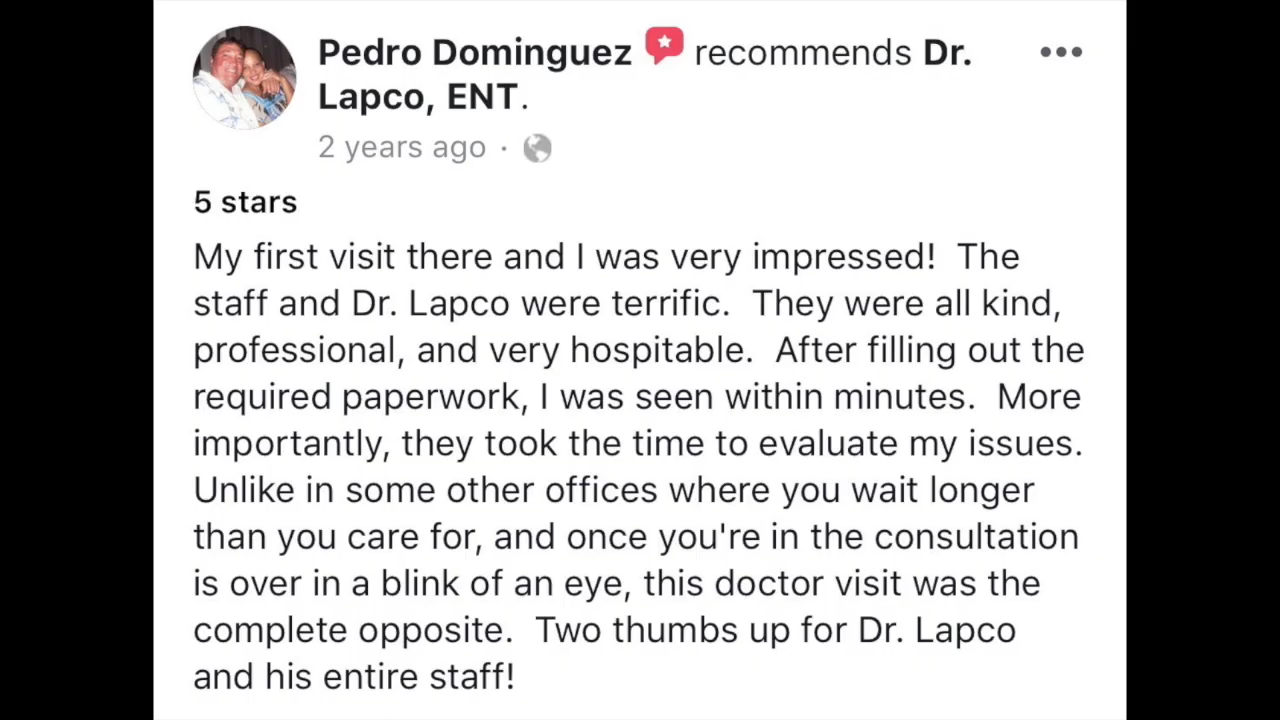 Pedro Dominguez recommends Dr.
Lapco, ENT.
2 years ago ·
5 stars
My first visit there and I was very impressed!  The
staff and Dr. Lapco were terrific.  They were all kind,
professional, and very hospitable.  After filling out the
required paperwork, I was seen within minutes.  More
importantly, they took the time to evaluate my issues.
Unlike in some other offices where you wait longer
than you care for, and once you're in the consultation
is over in a blink of an eye, this doctor visit was the
complete opposite.  Two thumbs up for Dr. Lapco
and his entire staff!